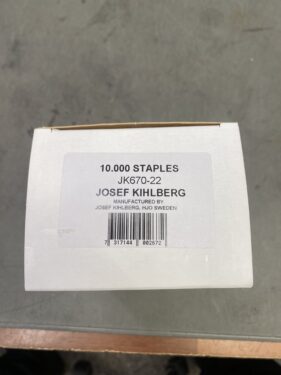 10.000 STAPLES
JK670-22
JOSEF KIHLBERG
MANUFACTURED BY
JOSEF KIHLBERG, HJO SWEDEN
7 317144 002672